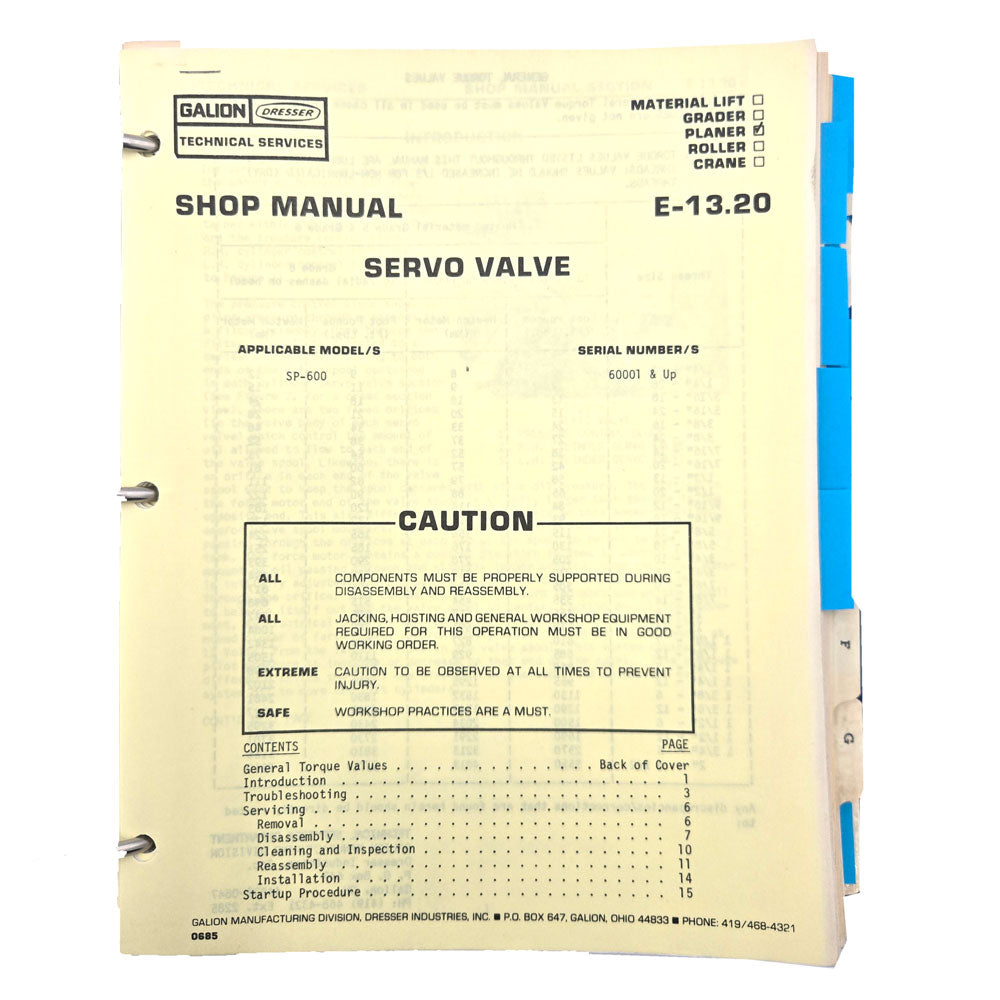 GALION DRESSER
TECHNICAL SERVICES
MATERIAL LIFT ☐
GRADER ☐
PLANER ☑
ROLLER ☐
CRANE ☐
SHOP MANUAL E-13.20
SERVO VALVE
APPLICABLE MODEL/S SERIAL NUMBER/S
SP-600 60001 & Up
CAUTION
ALL COMPONENTS MUST BE PROPERLY SUPPORTED DURING
DISASSEMBLY AND REASSEMBLY.
ALL JACKING, HOISTING AND GENERAL WORKSHOP EQUIPMENT
REQUIRED FOR THIS OPERATION MUST BE IN GOOD
WORKING ORDER.
EXTREME CAUTION TO BE OBSERVED AT ALL TIMES TO PREVENT
INJURY.
SAFE WORKSHOP PRACTICES ARE A MUST.
CONTENTS PAGE
General Torque Values . . . . . . . . . . . . . . . Back of Cover
Introduction . . . . . . . . . . . . . . . . . . . . . . . . 1
Troubleshooting . . . . . . . . . . . . . . . . . . . . . . . 3
Servicing . . . . . . . . . . . . . . . . . . . . . . . . . . 6
Removal . . . . . . . . . . . . . . . . . . . . . . . . . . 6
Disassembly . . . . . . . . . . . . . . . . . . . . . . . . 7
Cleaning and Inspection . . . . . . . . . . . . . . . . . . 10
Reassembly . . . . . . . . . . . . . . . . . . . . . . . . 11
Installation . . . . . . . . . . . . . . . . . . . . . . . 14
Startup Procedure . . . . . . . . . . . . . . . . . . . . . . 15
GALION MANUFACTURING DIVISION, DRESSER INDUSTRIES, INC. ■ P.O. BOX 647, GALION, OHIO 44833 ■ PHONE: 419/468-4321
0685
F
G